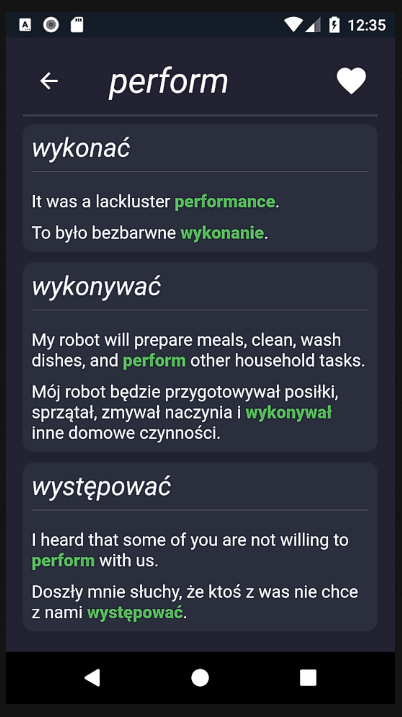 12:35
perform
wykonać
It was a lackluster performance.
To było bezbarwne wykonanie.
wykonywać
My robot will prepare meals, clean, wash
dishes, and perform other household tasks.
Mój robot będzie przygotowywał posiłki,
sprzątał, zmywał naczynia i wykonywał
inne domowe czynności.
występować
I heard that some of you are not willing to
perform with us.
Doszły mnie słuchy, że ktoś z was nie chce
z nami występować.